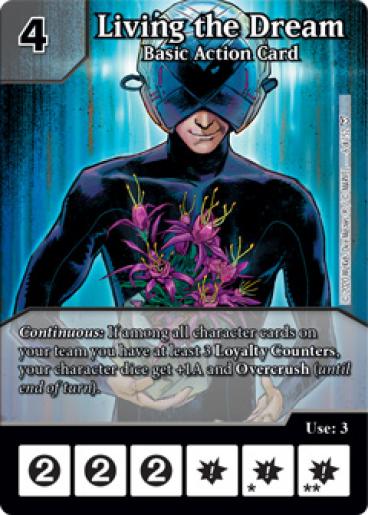 4
Living the Dream
Basic Action Card
Continuous: If among all character cards on
your team you have at least 3 Loyalty Counters,
your character dice get +1A and Overcrush (until
end of turn).
Use: 3
2 2 2 ! ! !
* **